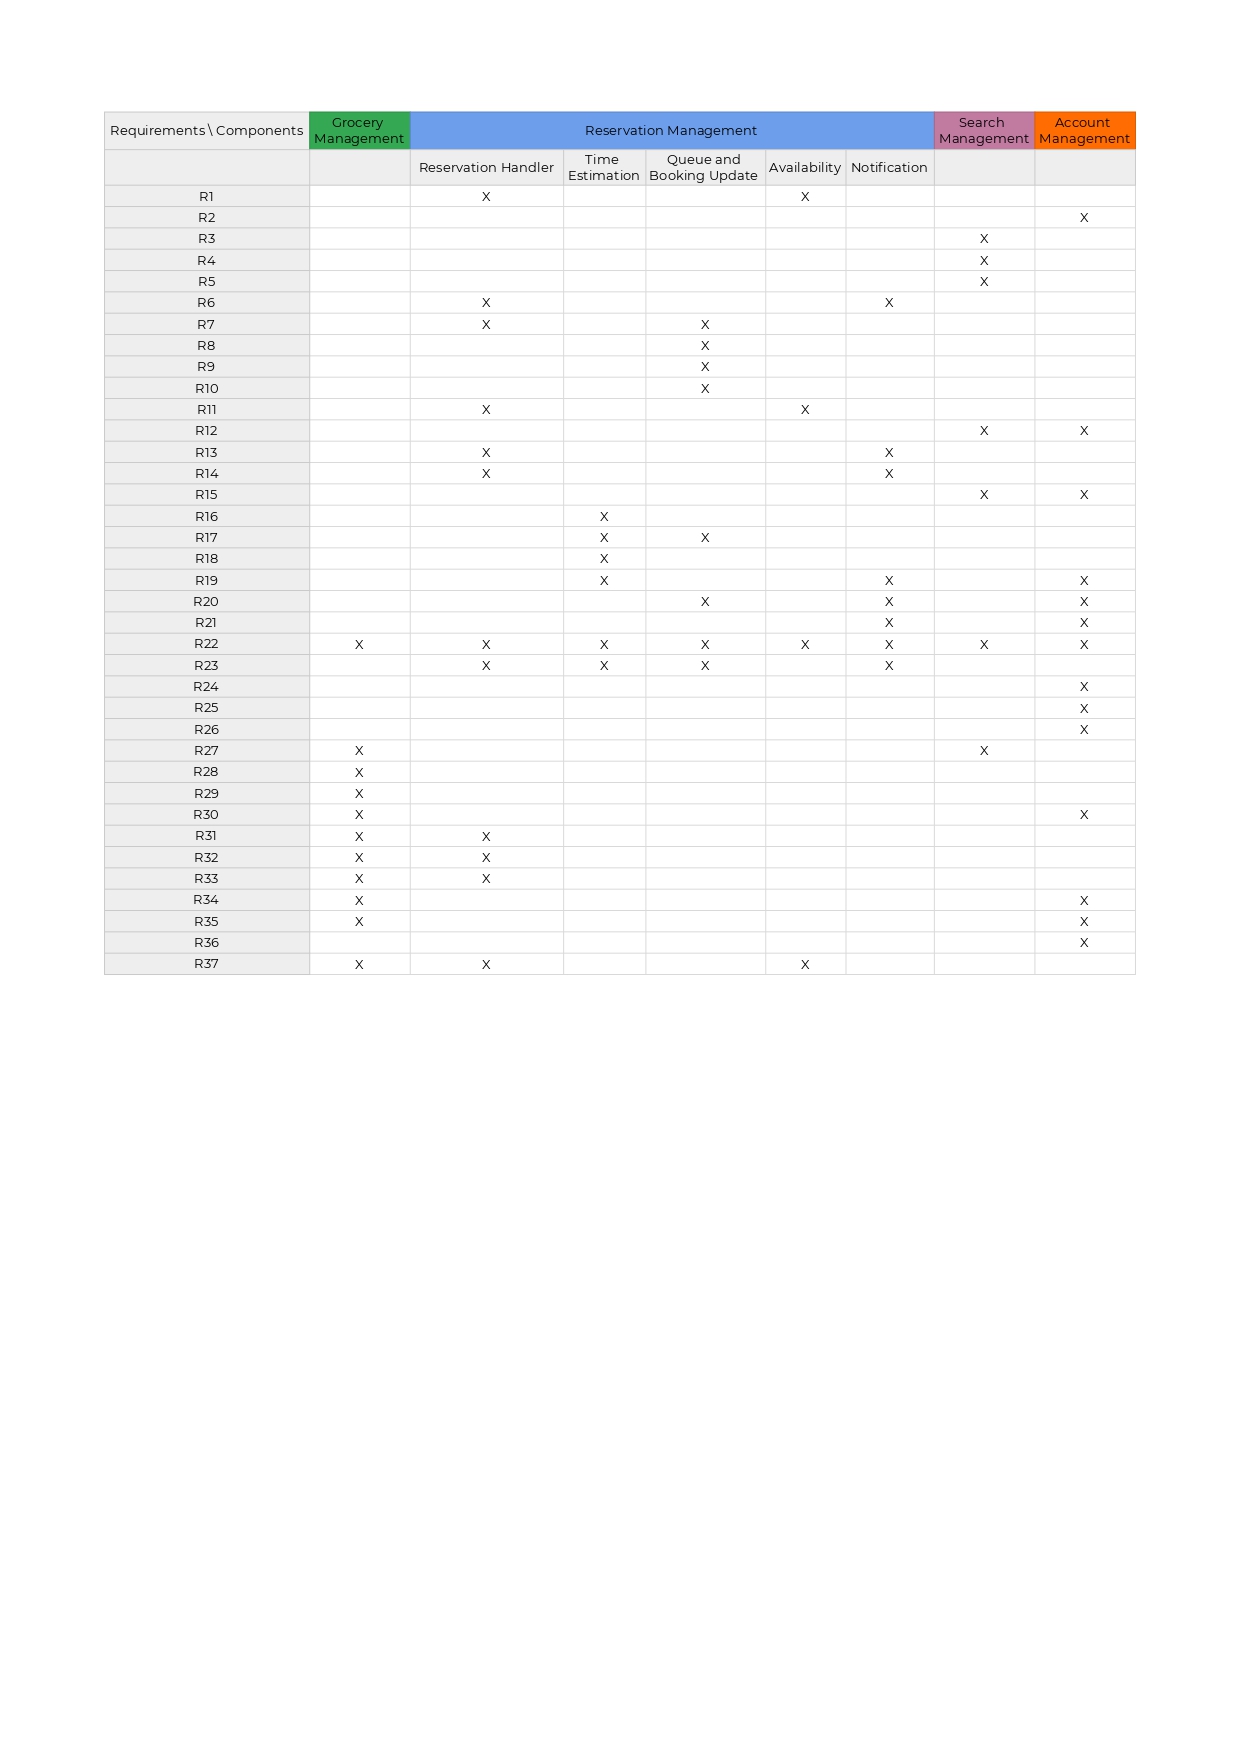 Requirements \ Components Grocery Management Reservation Management Search Management Account Management
Reservation Handler Time Estimation Queue and Booking Update Availability Notification
R1 X X
R2 X
R3 X
R4 X
R5 X
R6 X X
R7 X X
R8 X
R9 X
R10 X
R11 X X
R12 X X
R13 X X
R14 X X
R15 X X
R16 X
R17 X X
R18 X
R19 X X X
R20 X X X
R21 X X
R22 X X X X X X X X
R23 X X X X
R24 X
R25 X
R26 X
R27 X X
R28 X
R29 X
R30 X X
R31 X X
R32 X X
R33 X X
R34 X X
R35 X X
R36 X
R37 X X X